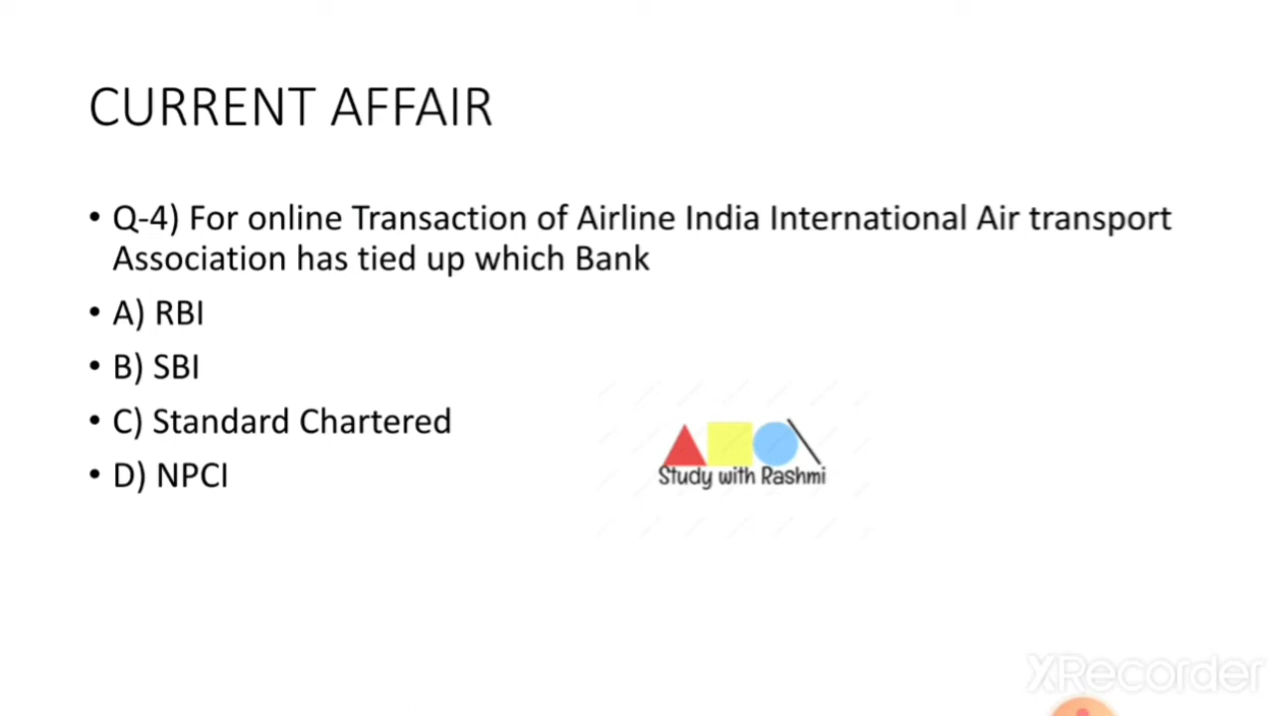 CURRENT AFFAIR
• Q-4) For online Transaction of Airline India International Air transport
Association has tied up which Bank
• A) RBI
• B) SBI
• C) Standard Chartered
• D) NPCI
Study with Rashmi
XRecorder